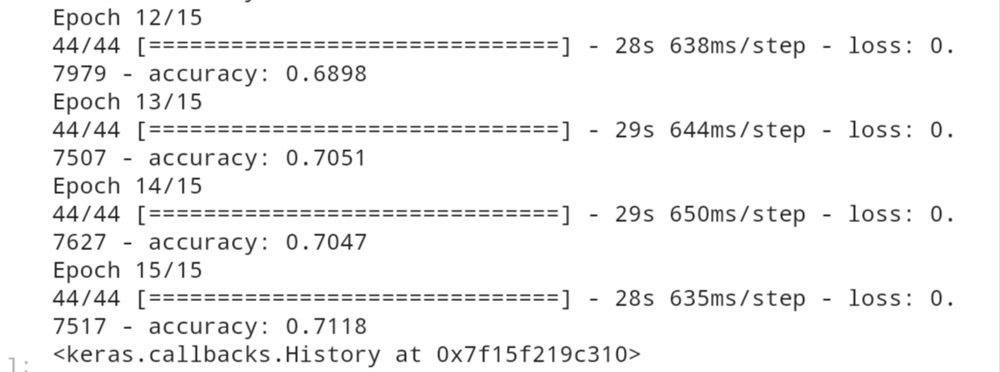 Epoch 12/15
44/44 [==============================] - 28s 638ms/step - loss: 0.
7979 - accuracy: 0.6898
Epoch 13/15
44/44 [==============================] - 29s 644ms/step - loss: 0.
7507 - accuracy: 0.7051
Epoch 14/15
44/44 [==============================] - 29s 650ms/step - loss: 0.
7627 - accuracy: 0.7047
Epoch 15/15
44/44 [==============================] - 28s 635ms/step - loss: 0.
7517 - accuracy: 0.7118
<keras.callbacks.History at 0x7f15f219c310>
]: